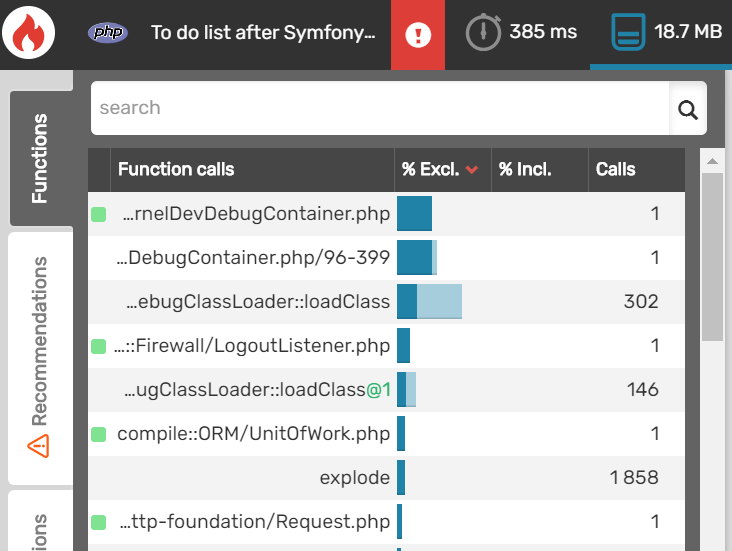 php To do list after Symfony... 385 ms 18.7 MB
search
Functions
Function calls % Excl. % Incl. Calls
...rnelDevDebugContainer.php 1
...DebugContainer.php/96-399 1
...ebugClassLoader::loadClass 302
...::Firewall/LogoutListener.php 1
...ugClassLoader::loadClass@1 146
compile::ORM/UnitOfWork.php 1
explode 1 858
...ttp-foundation/Request.php 1
Recommendations
ions